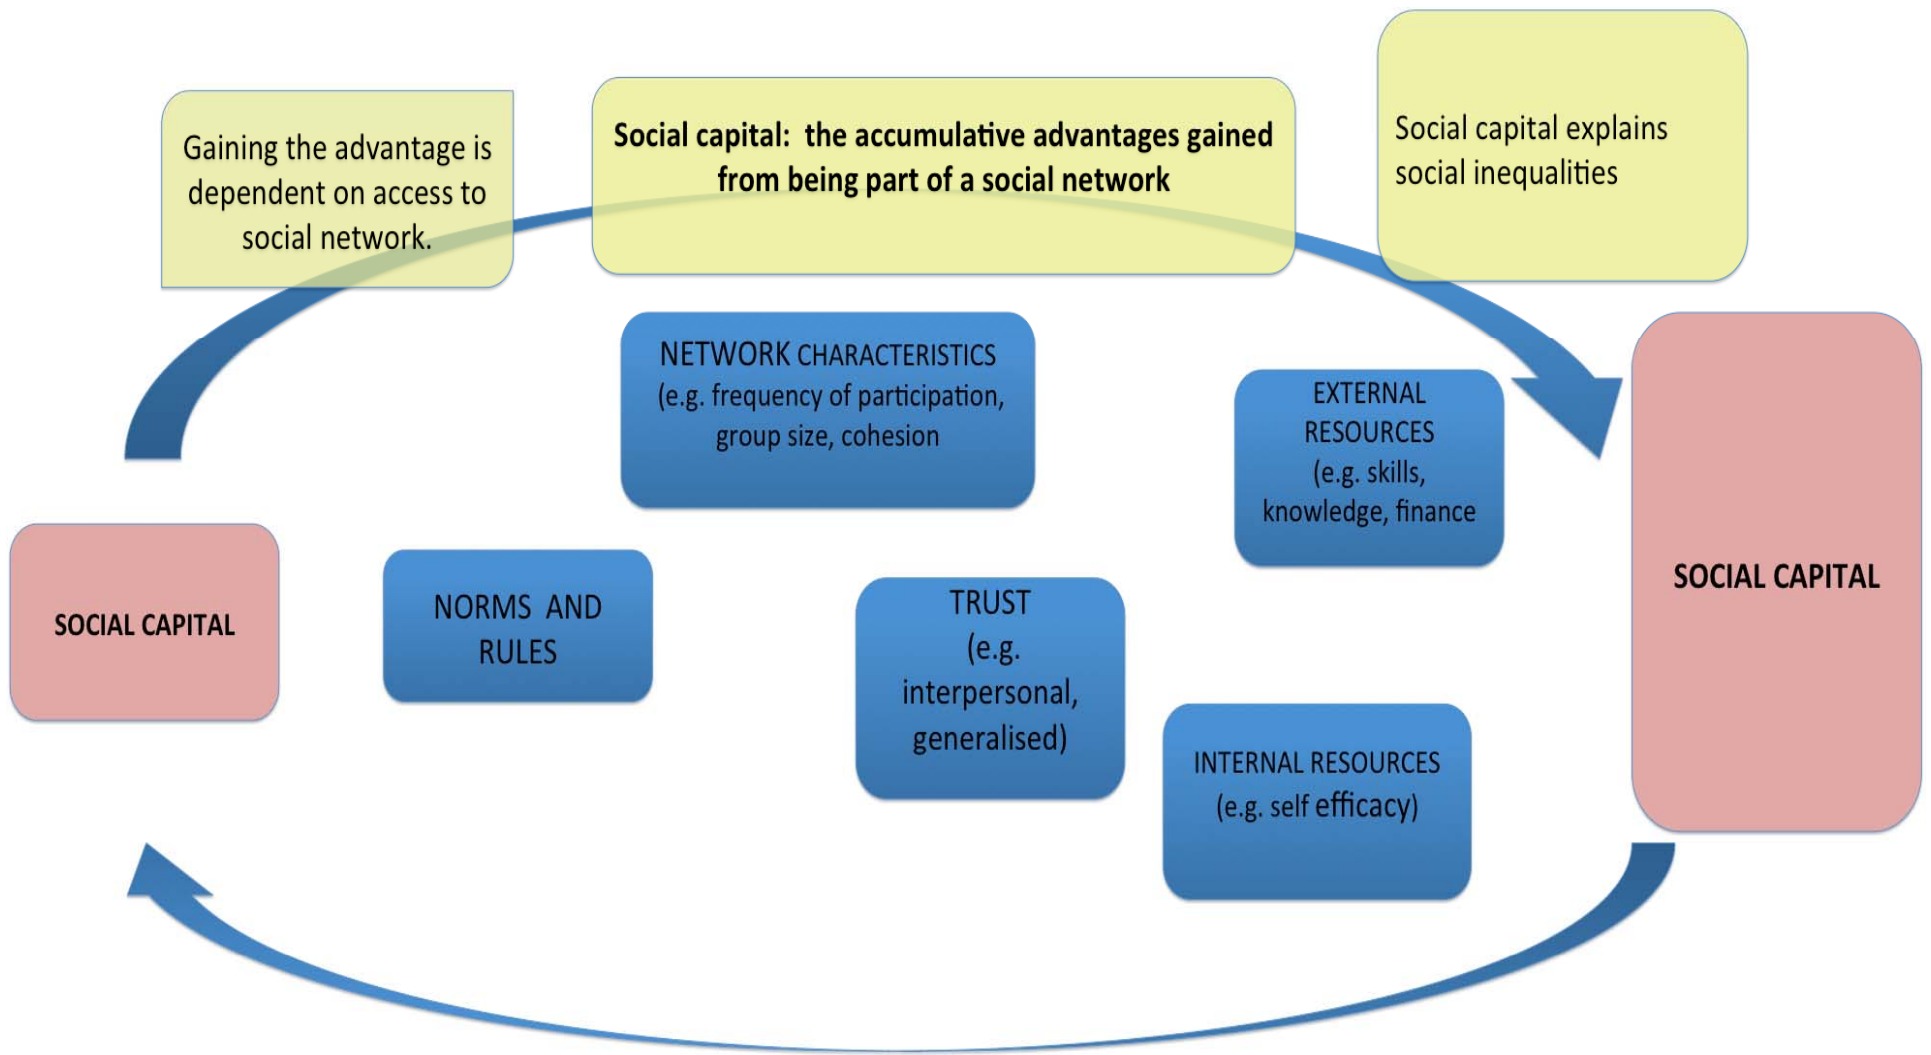 Gaining the advantage is
dependent on access to
social network.
Social capital:  the accumulative advantages gained
from being part of a social network
Social capital explains
social inequalities
NETWORK CHARACTERISTICS
(e.g. frequency of participation,
group size, cohesion
EXTERNAL
RESOURCES
(e.g. skills,
knowledge, finance
SOCIAL CAPITAL
NORMS  AND
RULES
TRUST
(e.g.
interpersonal,
generalised)
INTERNAL RESOURCES
(e.g. self efficacy)
SOCIAL CAPITAL